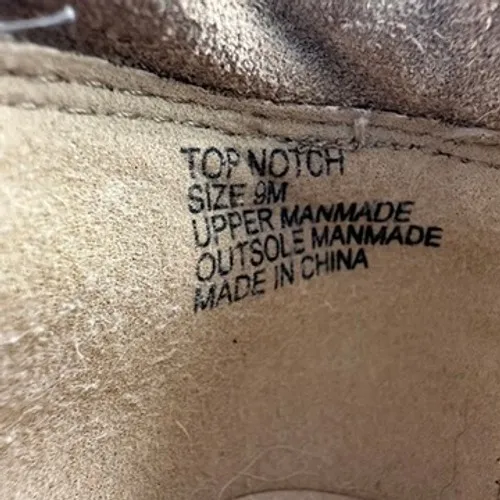 TOP NOTCH
SIZE 9M
UPPER MANMADE
OUTSOLE MANMADE
MADE IN CHINA